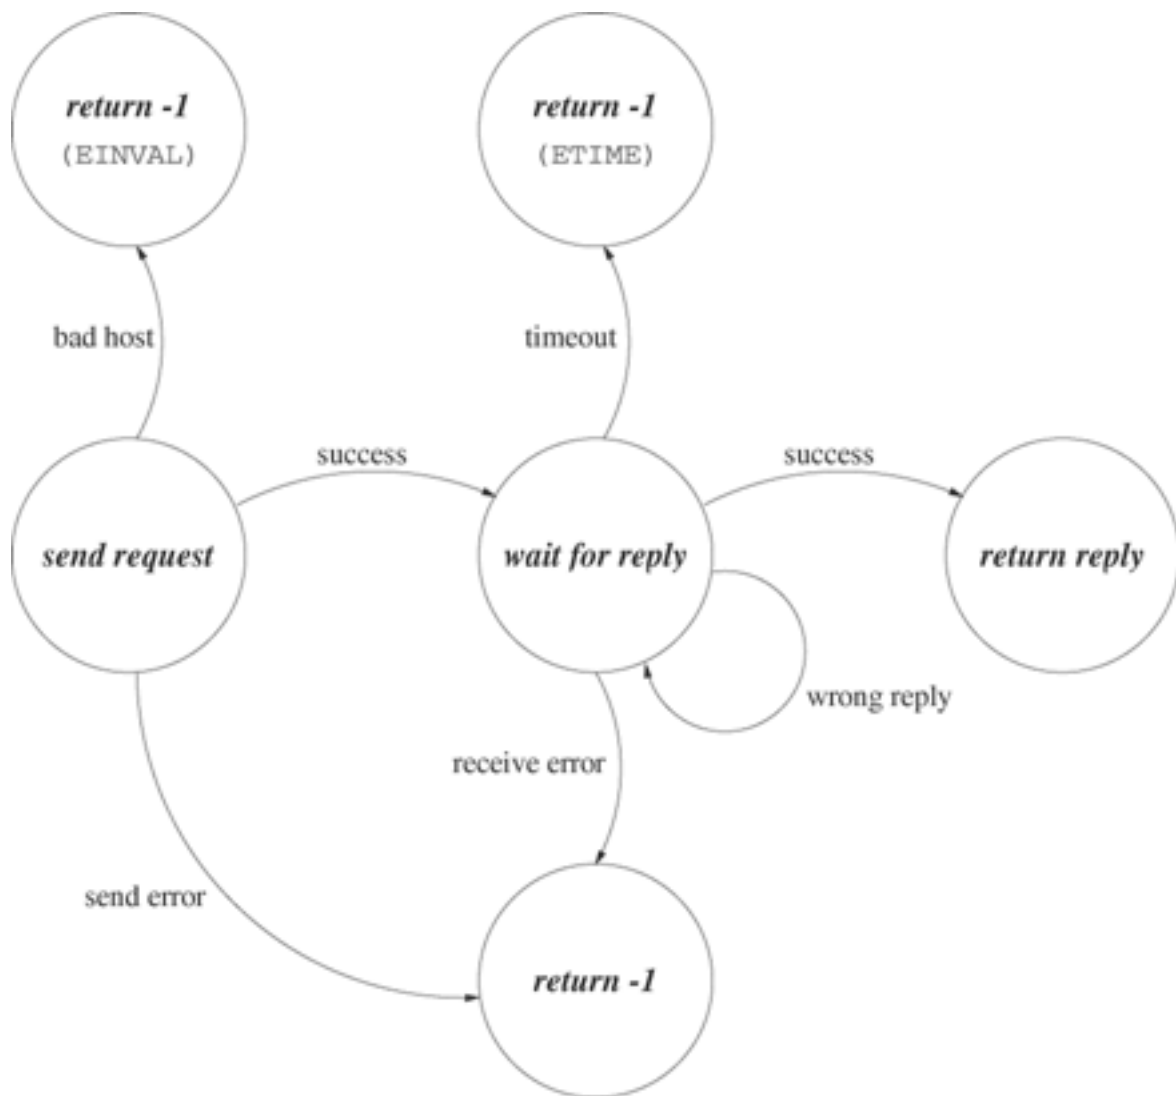 return -1
(EINVAL)
return -1
(ETIME)
bad host
timeout
success
success
send request
wait for reply
return reply
wrong reply
receive error
send error
return -1